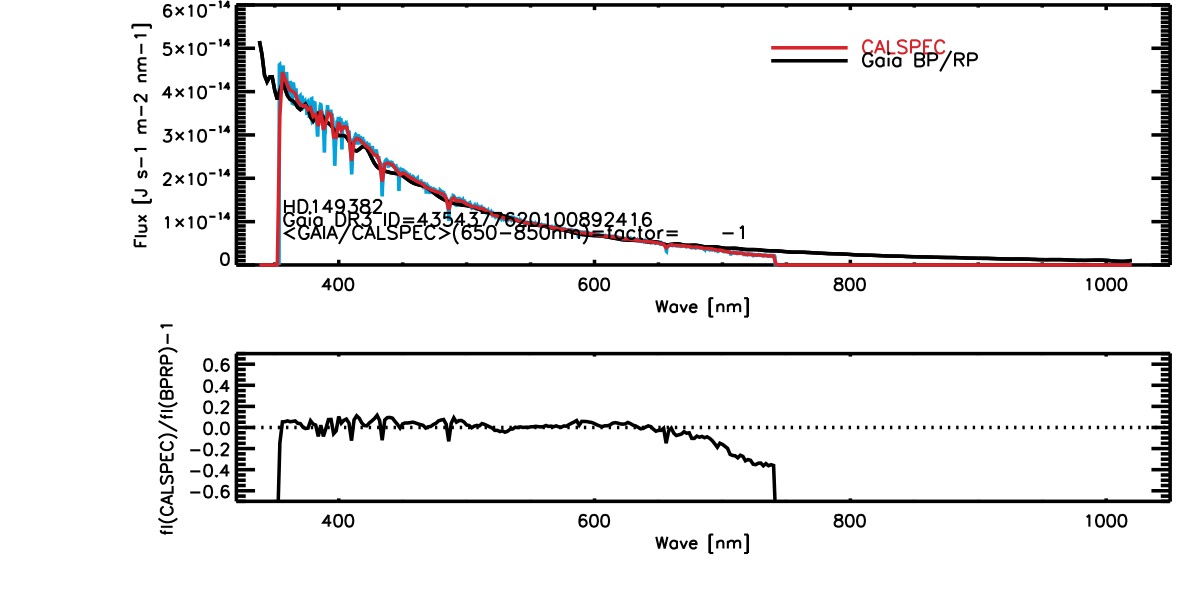 6×10⁻¹⁴
5×10⁻¹⁴
4×10⁻¹⁴
3×10⁻¹⁴
2×10⁻¹⁴
1×10⁻¹⁴
0
Flux [J s−1 m−2 nm−1]
CALSPEC
Gaia BP/RP
HD149382
Gaia DR3 ID=4354377620100892416
<GAIA/CALSPEC>(650−850nm)=factor= −1
400 600 800 1000
Wave [nm]
fl(CALSPEC)/fl(BPRP)−1
0.6
0.4
0.2
0.0
−0.2
−0.4
−0.6
400 600 800 1000
Wave [nm]